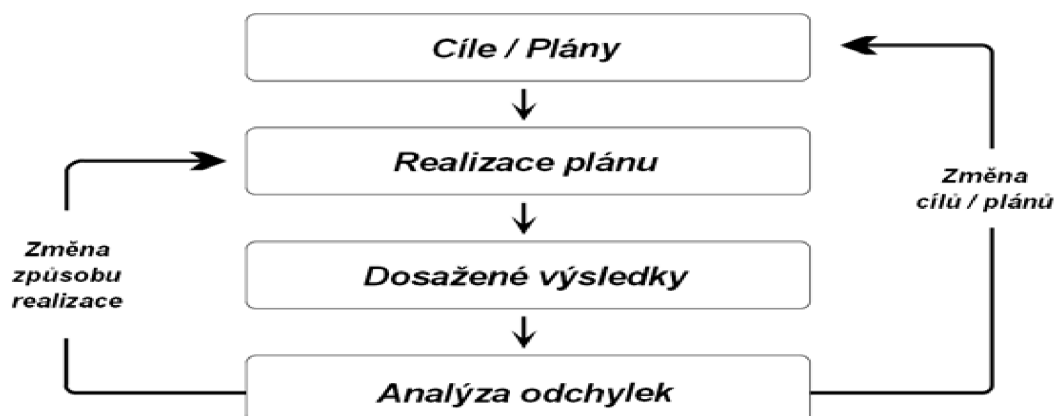 Cíle / Plány
Realizace plánu
Změna
cílů / plánů
Změna
způsobu
realizace
Dosažené výsledky
Analýza odchylek